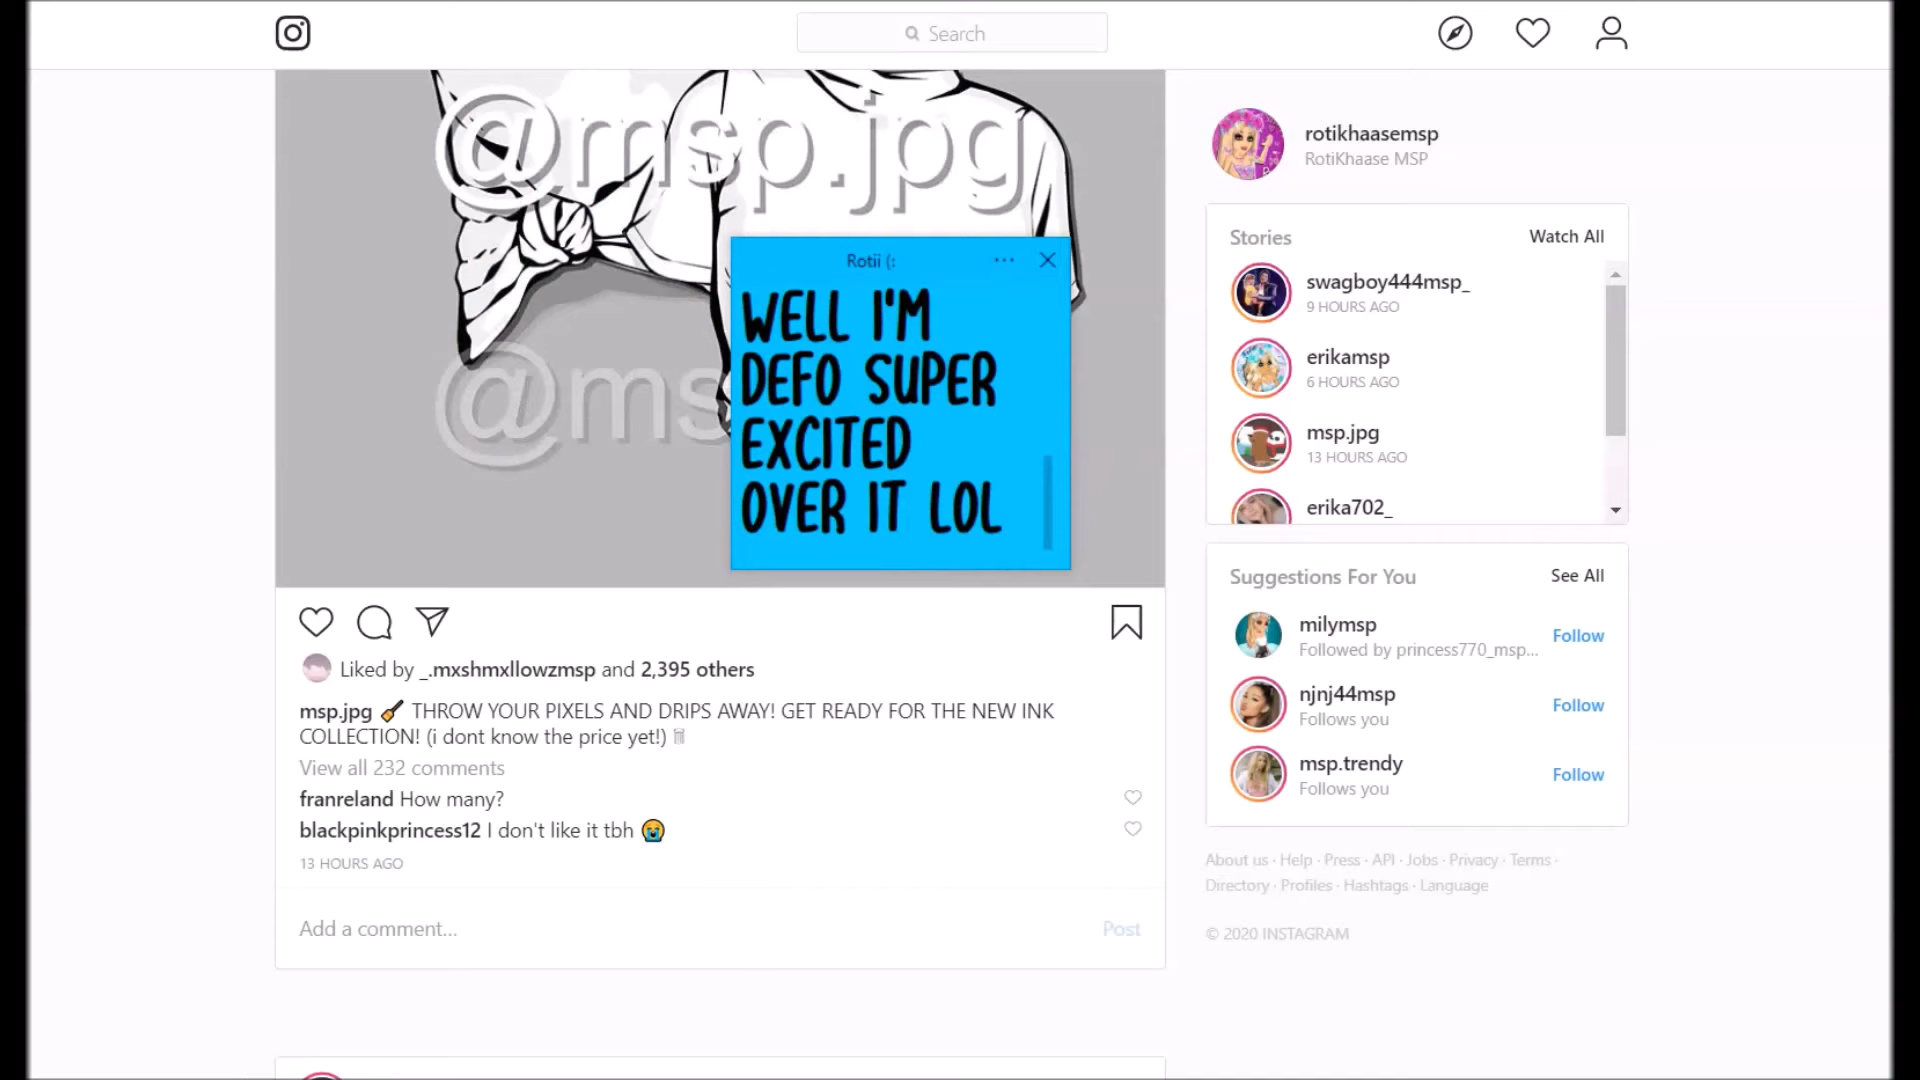 Search
@msp.jpg
@ms
Rotii (:
WELL I'M
DEFO SUPER
EXCITED
OVER IT LOL
Liked by _.mxshmxllowzmsp and 2,395 others
msp.jpg 🖌️ THROW YOUR PIXELS AND DRIPS AWAY! GET READY FOR THE NEW INK
COLLECTION! (i dont know the price yet!)
View all 232 comments
franreland How many?
blackpinkprincess12 I don't like it tbh 😭
13 HOURS AGO
Add a comment... Post
rotikhaasemsp
RotiKhaase MSP
Stories Watch All
swagboy444msp_
9 HOURS AGO
erikamsp
6 HOURS AGO
msp.jpg
13 HOURS AGO
erika702_
Suggestions For You See All
milymsp
Followed by princess770_msp... Follow
njnj44msp
Follows you Follow
msp.trendy
Follows you Follow
About us · Help · Press · API · Jobs · Privacy · Terms ·
Directory · Profiles · Hashtags · Language
© 2020 INSTAGRAM